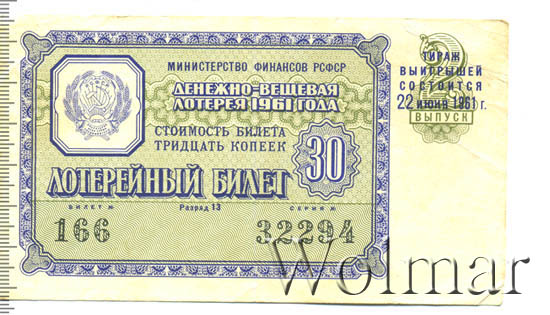 МИНИСТЕРСТВО ФИНАНСОВ РСФСР
ДЕНЕЖНО-ВЕЩЕВАЯ
ЛОТЕРЕЯ 1961 ГОДА
СТОИМОСТЬ БИЛЕТА
ТРИДЦАТЬ КОПЕЕК
30
ЛОТЕРЕЙНЫЙ БИЛЕТ
БИЛЕТ № Разряд 13 СЕРИЯ №
166 32294
2
ТИРАЖ
ВЫИГРЫШЕЙ
СОСТОИТСЯ
22 июня 1961 г.
ВЫПУСК
Wolmar